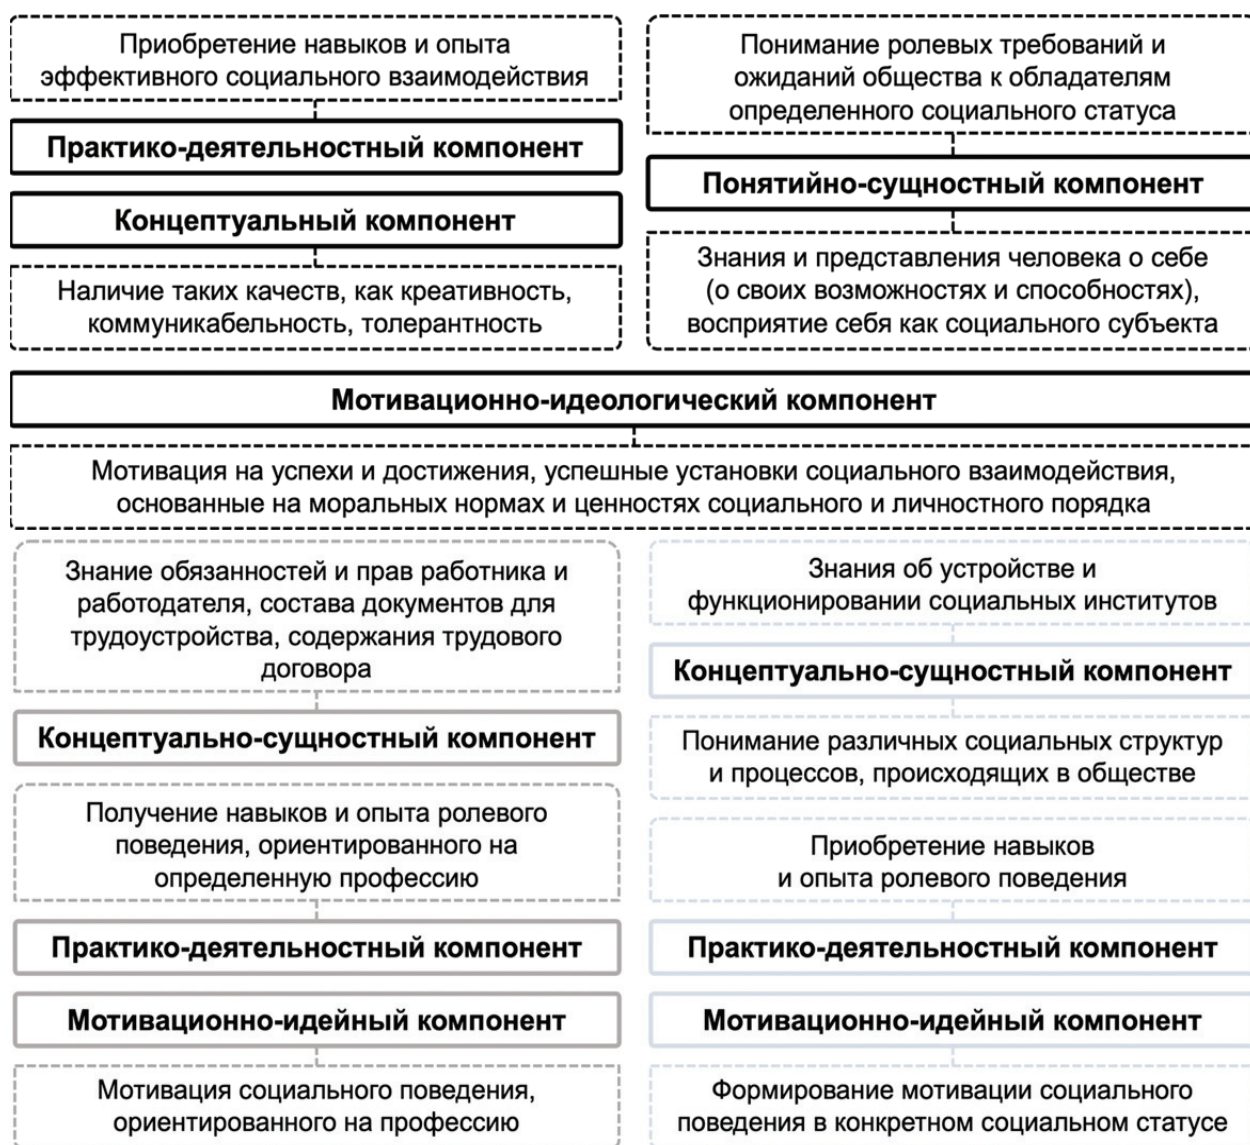 Приобретение навыков и опыта
эффективного социального взаимодействия
Практико-деятельностный компонент
Концептуальный компонент
Наличие таких качеств, как креативность,
коммуникабельность, толерантность
Понимание ролевых требований и
ожиданий общества к обладателям
определенного социального статуса
Понятийно-сущностный компонент
Знания и представления человека о себе
(о своих возможностях и способностях),
восприятие себя как социального субъекта
Мотивационно-идеологический компонент
Мотивация на успехи и достижения, успешные установки социального взаимодействия,
основанные на моральных нормах и ценностях социального и личностного порядка
Знание обязанностей и прав работника и
работодателя, состава документов для
трудоустройства, содержания трудового
договора
Концептуально-сущностный компонент
Получение навыков и опыта ролевого
поведения, ориентированного на
определенную профессию
Практико-деятельностный компонент
Мотивационно-идейный компонент
Мотивация социального поведения,
ориентированного на профессию
Знания об устройстве и
функционировании социальных институтов
Концептуально-сущностный компонент
Понимание различных социальных структур
и процессов, происходящих в обществе
Приобретение навыков
и опыта ролевого поведения
Практико-деятельностный компонент
Мотивационно-идейный компонент
Формирование мотивации социального
поведения в конкретном социальном статусе